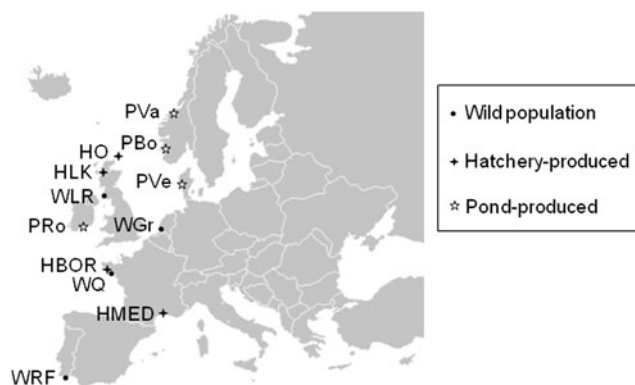 PVa
PBo
HO
HLK
PVe
WLR
PRo
WGr
HBOR
WQ
HMED
WRF
Wild population
Hatchery-produced
Pond-produced